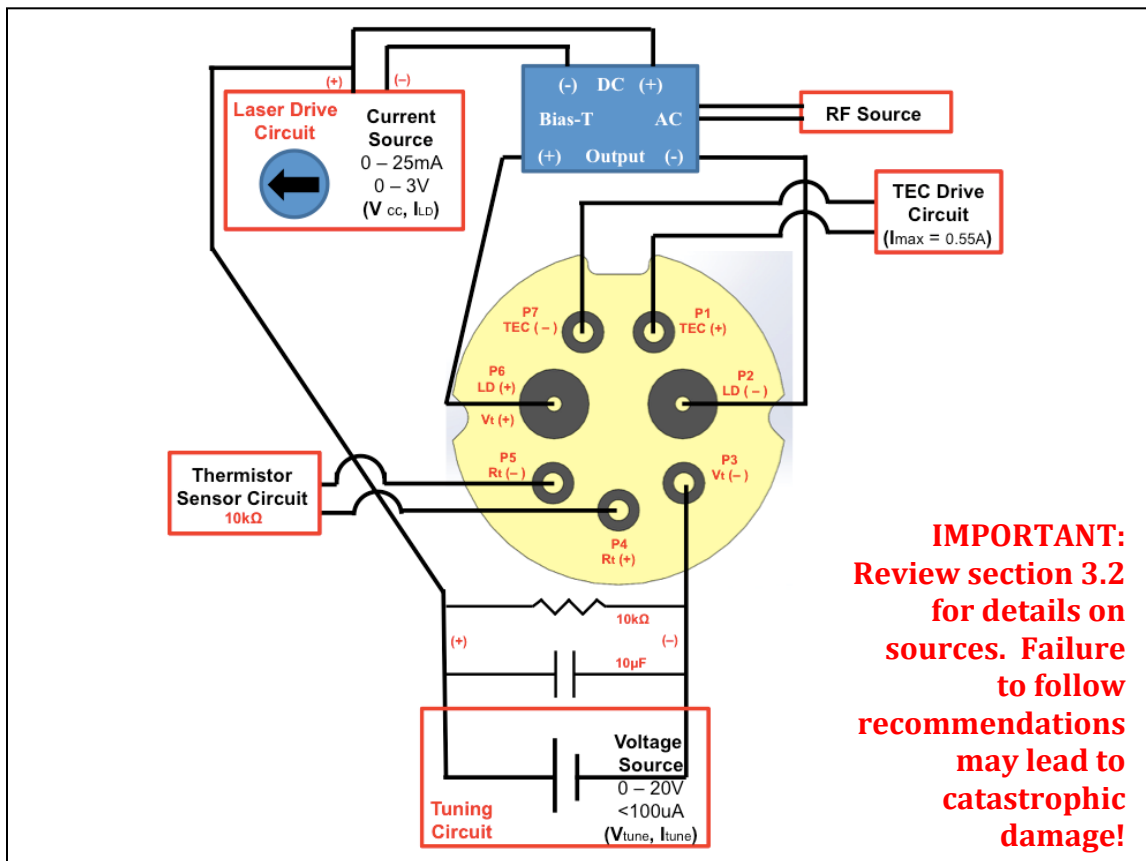 (-) DC (+)
Bias-T AC
(+) Output (-)
(+)
(–)
Laser Drive
Circuit
Current
Source
0 – 25mA
0 – 3V
(V CC, ILD)
RF Source
TEC Drive
Circuit
(Imax = 0.55A)
P7
TEC ( – )
P1
TEC (+)
P6
LD (+)
Vt (+)
P2
LD ( – )
P5
Rt ( – )
P3
Vt ( – )
P4
Rt (+)
Thermistor
Sensor Circuit
10kΩ
10kΩ
(+)
(–)
10µF
Voltage
Source
0 – 20V
<100uA
(Vtune, Itune)
Tuning
Circuit
IMPORTANT:
Review section 3.2
for details on
sources. Failure
to follow
recommendations
may lead to
catastrophic
damage!